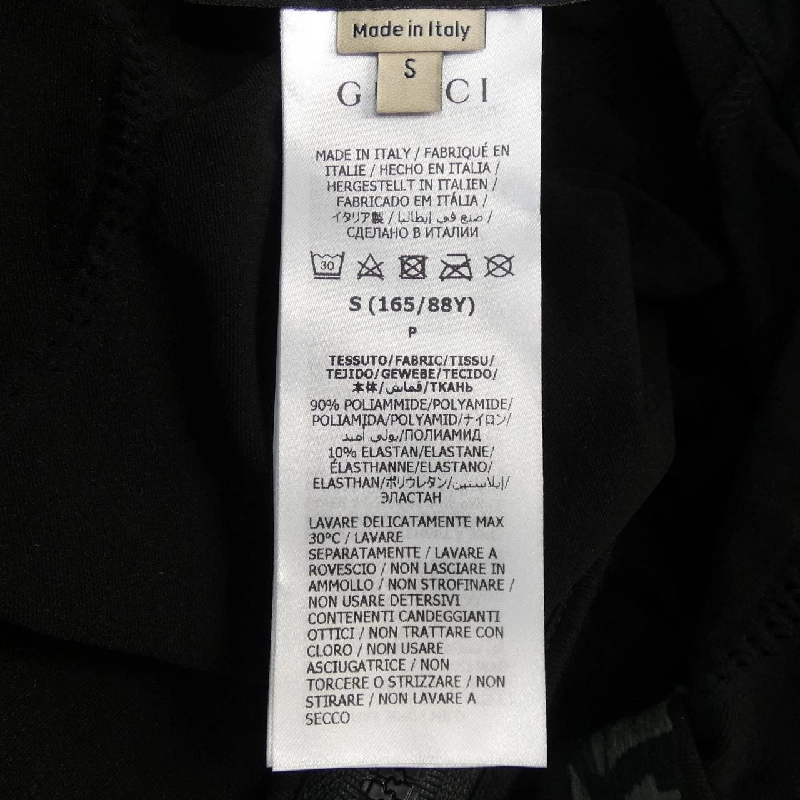 Made in Italy
S
G CI
MADE IN ITALY / FABRIQUÉ EN
ITALIE / HECHO EN ITALIA /
HERGESTELLT IN ITALIEN /
FABRICADO EM ITÁLIA /
イタリア製 / صنع في إيطاليا /
СДЕЛАНО В ИТАЛИИ
30
S (165/88Y)
P
TESSUTO/FABRIC/TISSU/
TEJIDO/GEWEBE/TECIDO/
本体/قماش/ТКАНЬ
90% POLIAMMIDE/POLYAMIDE/
POLIAMIDA/POLYAMID/ナイロン/
بولي أميد/ПОЛИАМИД
10% ELASTAN/ELASTANE/
ÉLASTHANNE/ELASTANO/
ELASTHAN/ポリウレタン/إيلاستين/
ЭЛАСТАН
LAVARE DELICATAMENTE MAX
30°C / LAVARE
SEPARATAMENTE / LAVARE A
ROVESCIO / NON LASCIARE IN
AMMOLLO / NON STROFINARE /
NON USARE DETERSIVI
CONTENENTI CANDEGGIANTI
OTTICI / NON TRATTARE CON
CLORO / NON USARE
ASCIUGATRICE / NON
TORCERE O STRIZZARE / NON
STIRARE / NON LAVARE A
SECCO